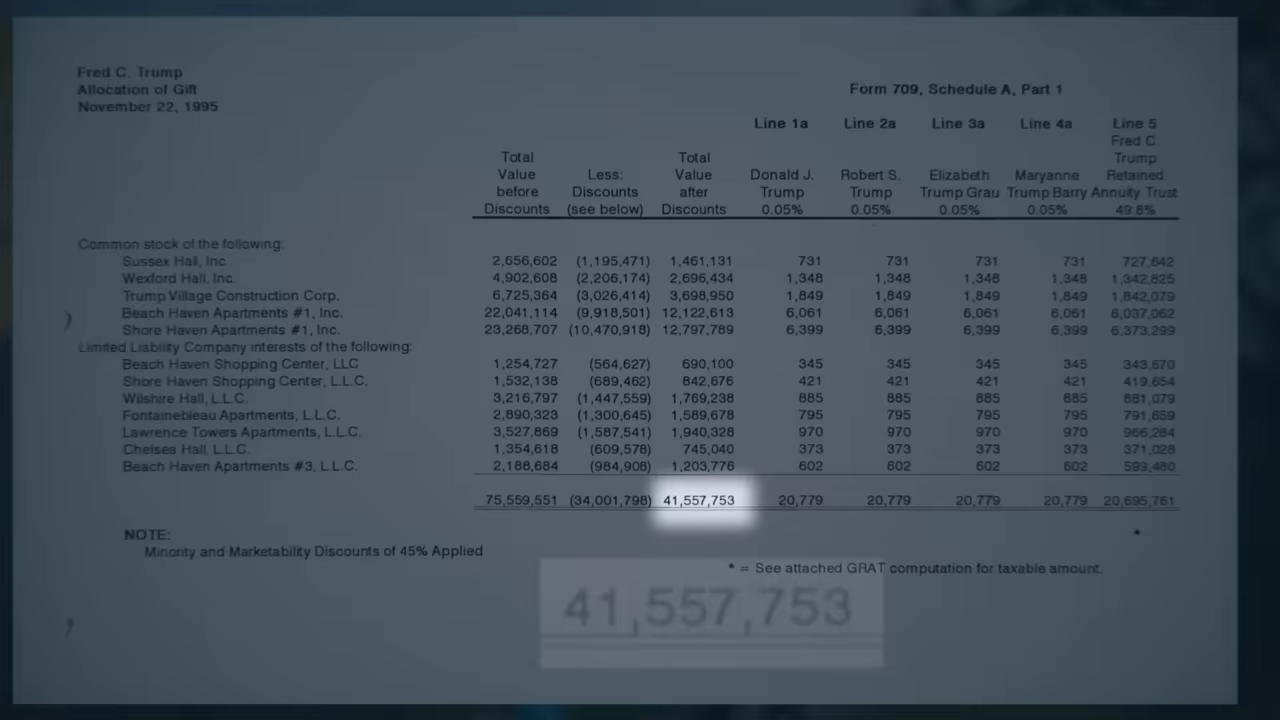 Fred C. Trump
Allocation of Gift
November 22, 1995
Form 709, Schedule A, Part 1
Line 1a Line 2a Line 3a Line 4a Line 5
Fred C.
Total Total Trump
Value Less: Value Donald J. Robert S. Elizabeth Maryanne Retained
before Discounts after Trump Trump Trump Grau Trump Barry Annuity Trust
Discounts (see below) Discounts 0.05% 0.05% 0.05% 0.05% 49.8%
Common stock of the following:
Sussex Hall, Inc. 2,656,602 (1,195,471) 1,461,131 731 731 731 731 727,642
Wexford Hall, Inc. 4,902,608 (2,206,174) 2,696,434 1,348 1,348 1,348 1,348 1,342,825
Trump Village Construction Corp. 6,725,364 (3,026,414) 3,698,950 1,849 1,849 1,849 1,849 1,842,079
Beach Haven Apartments #1, Inc. 22,041,114 (9,918,501) 12,122,613 6,061 6,061 6,061 6,061 6,037,062
Shore Haven Apartments #1, Inc. 23,268,707 (10,470,918) 12,797,789 6,399 6,399 6,399 6,399 6,373,299
Limited Liability Company interests of the following:
Beach Haven Shopping Center, LLC 1,254,727 (564,627) 690,100 345 345 345 345 343,670
Shore Haven Shopping Center, L.L.C. 1,532,138 (689,462) 842,676 421 421 421 421 419,654
Wilshire Hall, L.L.C. 3,216,797 (1,447,559) 1,769,238 885 885 885 885 881,079
Fontainebleau Apartments, L.L.C. 2,890,323 (1,300,645) 1,589,678 795 795 795 795 791,659
Lawrence Towers Apartments, L.L.C. 3,527,869 (1,587,541) 1,940,328 970 970 970 970 966,284
Chelsea Hall, L.L.C. 1,354,618 (609,578) 745,040 373 373 373 373 371,028
Beach Haven Apartments #3, L.L.C. 2,188,684 (984,908) 1,203,776 602 602 602 602 599,480
75,559,551 (34,001,798) 41,557,753 20,779 20,779 20,779 20,779 20,695,761
NOTE: *
Minority and Marketability Discounts of 45% Applied
* = See attached GRAT computation for taxable amount.
41,557,753